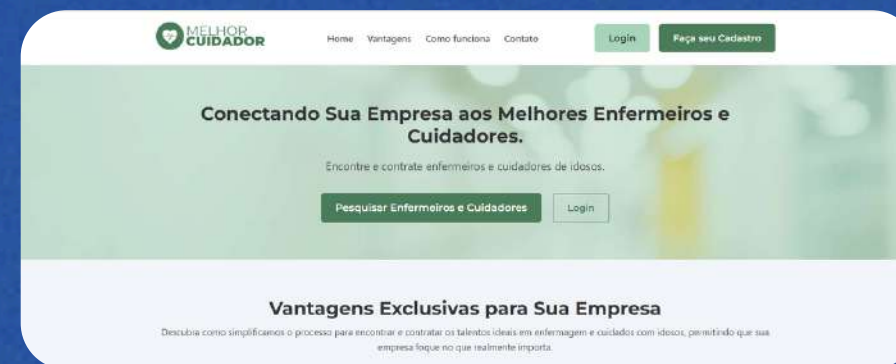 MELHOR
CUIDADOR
Home Vantagens Como funciona Contato
Login
Faça seu Cadastro
Conectando Sua Empresa aos Melhores Enfermeiros e
Cuidadores.
Encontre e contrate enfermeiros e cuidadores de idosos.
Pesquisar Enfermeiros e Cuidadores
Login
Vantagens Exclusivas para Sua Empresa
Descubra como simplificamos o processo para encontrar e contratar os talentos ideais em enfermagem e cuidados com idosos, permitindo que sua
empresa foque no que realmente importa.